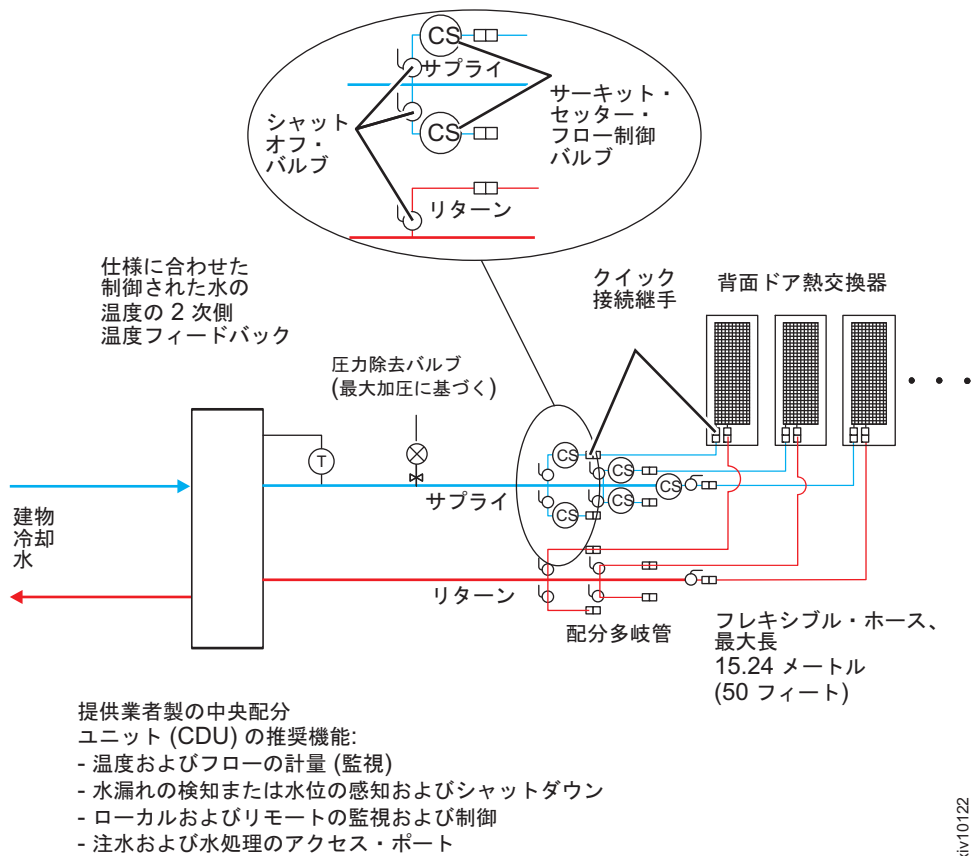 CS
サプライ
シャット
オフ・
バルブ
CS
サーキット・
セッター・
フロー制御
バルブ
リターン
仕様に合わせた
制御された水の
温度の 2 次側
温度フィードバック
クイック
接続継手
背面ドア熱交換器
圧力除去バルブ
(最大加圧に基づく)
T
CS
CS
CS
CS
CS
サプライ
建物
冷却
水
リターン
配分多岐管
フレキシブル・ホース、
最大長
15.24 メートル
(50 フィート)
提供業者製の中央配分
ユニット (CDU) の推奨機能:
- 温度およびフローの計量 (監視)
- 水漏れの検知または水位の感知およびシャットダウン
- ローカルおよびリモートの監視および制御
- 注水および水処理のアクセス・ポート
xiv10122